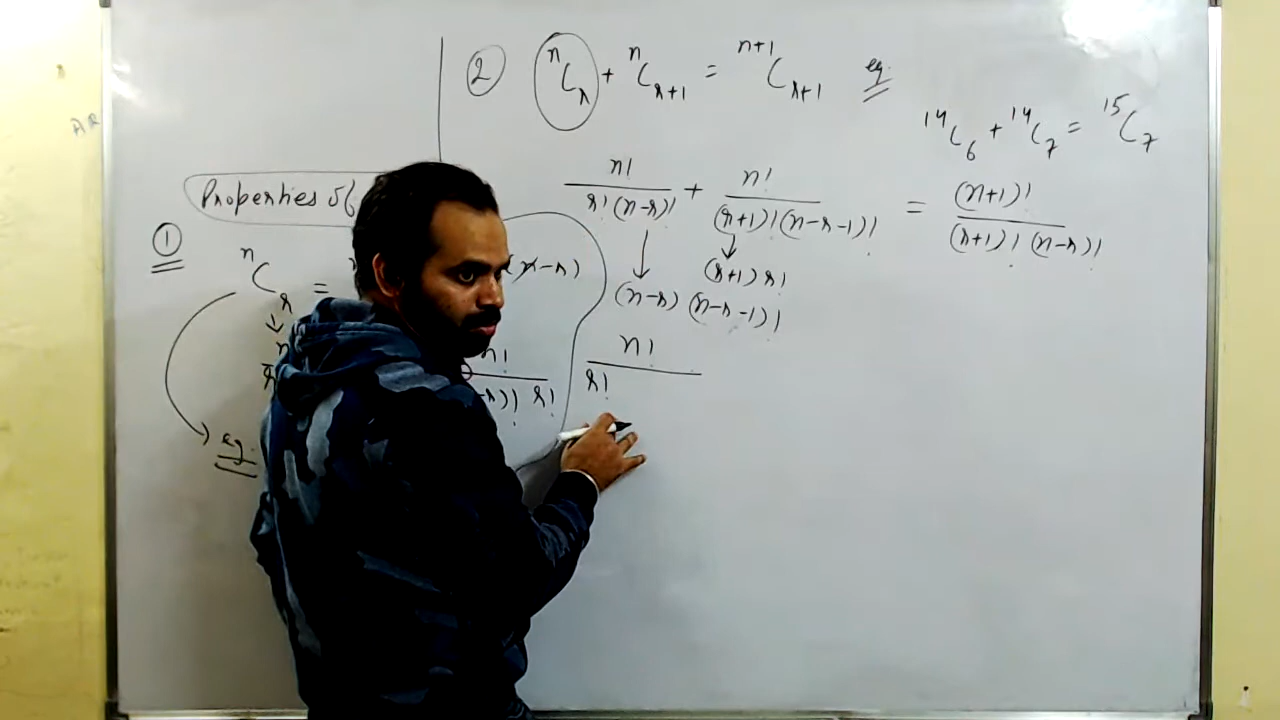 ② ⁿCᵣ + ⁿCᵣ₊₁ = ⁿ⁺¹Cᵣ₊₁ eg.
¹⁴C₆ + ¹⁴C₇ = ¹⁵C₇
Properties of
n!/r!(n-r)! + n!/(r+1)!(n-r-1)! = (n+1)!/(r+1)!(n-r)!
①
ⁿCᵣ =
(n-r)
↓ ↓
(r+1) r!
(n-r) (n-r-1)!
n!
r!
n!
r)! r!
eg.